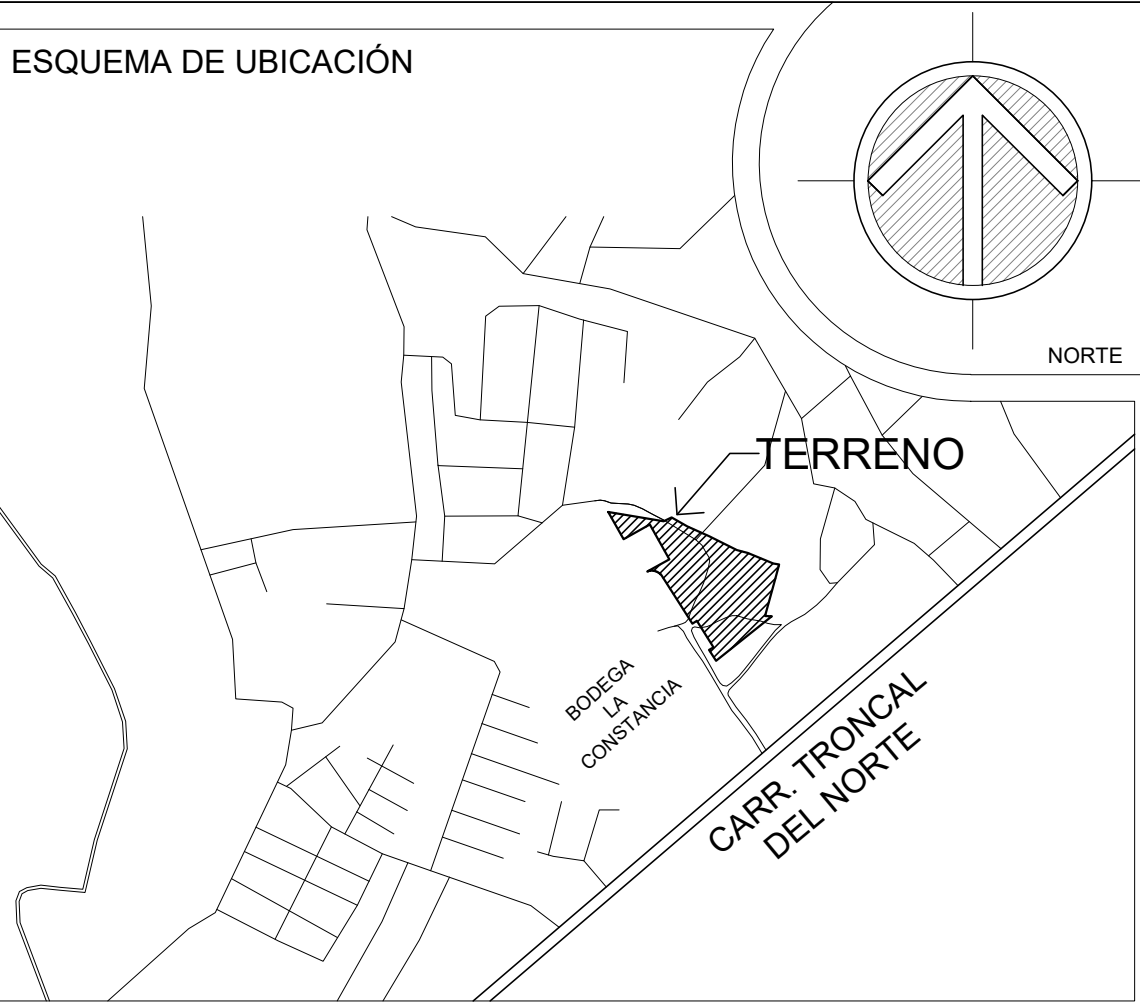 ESQUEMA DE UBICACIÓN
NORTE
TERRENO
BODEGA
LA
CONSTANCIA
CARR. TRONCAL
DEL NORTE